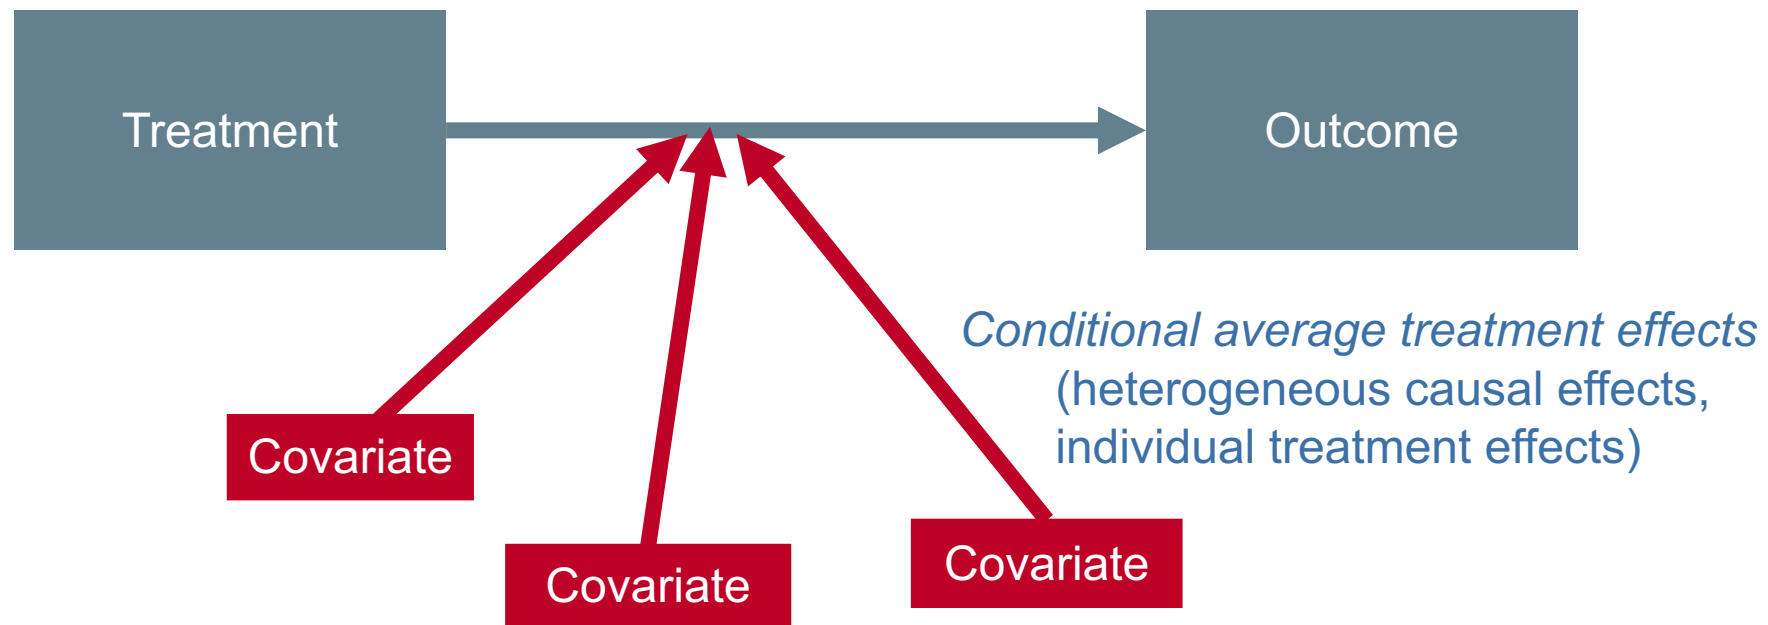 Treatment
Outcome
Conditional average treatment effects
(heterogeneous causal effects,
individual treatment effects)
Covariate
Covariate
Covariate